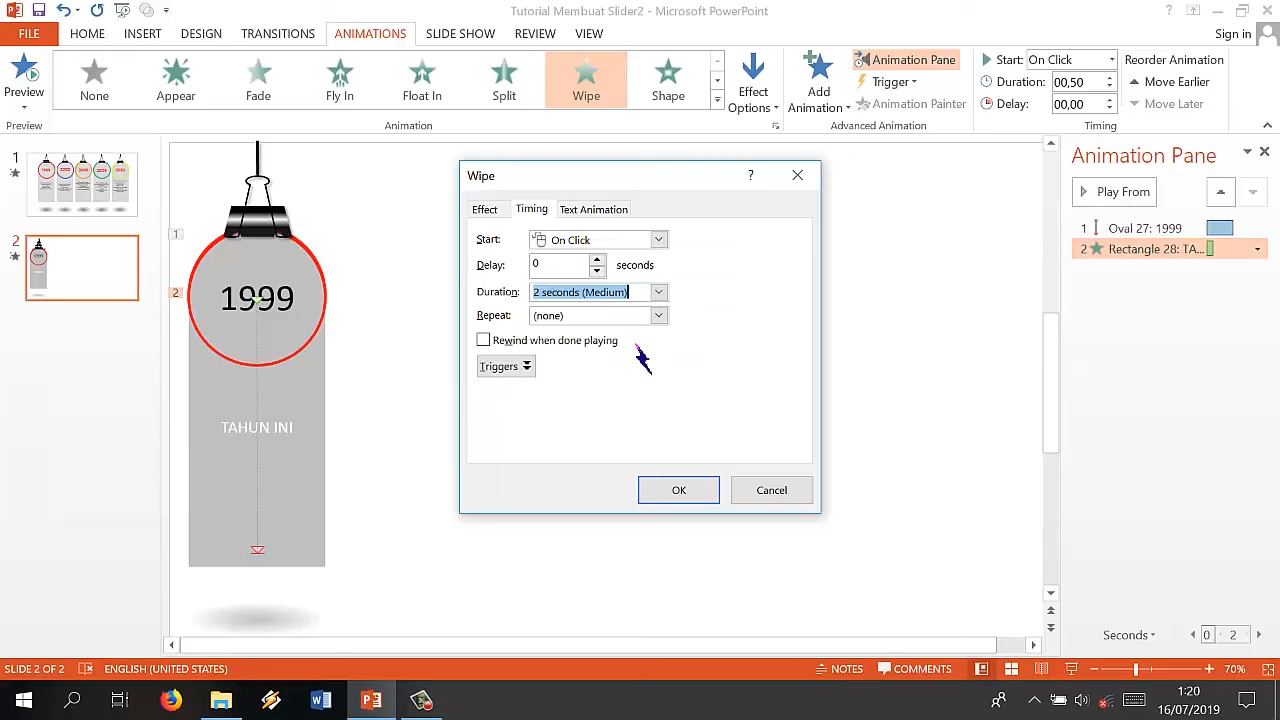 Tutorial Membuat Slider2 - Microsoft PowerPoint
FILE HOME INSERT DESIGN TRANSITIONS ANIMATIONS SLIDE SHOW REVIEW VIEW Sign in
Preview None Appear Fade Fly In Float In Split Wipe Shape Effect Options Add Animation
Animation Pane
Trigger
Animation Painter
Start: On Click
Duration: 00,50
Delay: 00,00
Reorder Animation
Move Earlier
Move Later
Preview Animation Advanced Animation Timing
1
2
1
2
1999
TAHUN INI
Wipe ?
Effect Timing Text Animation
Start: On Click
Delay: 0 seconds
Duration: 2 seconds (Medium)
Repeat: (none)
Rewind when done playing
Triggers
OK Cancel
Animation Pane
Play From
1 Oval 27: 1999
2 Rectangle 28: TA...
Seconds 0 2
SLIDE 2 OF 2 ENGLISH (UNITED STATES) NOTES COMMENTS 70%
1:20
16/07/2019